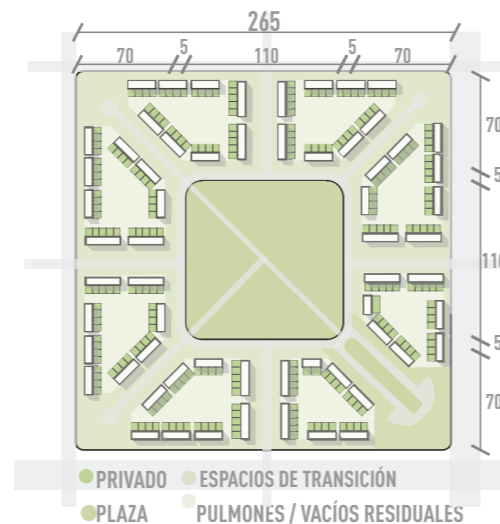 265
70 5 110 5 70
70
5
110
5
70
PRIVADO ESPACIOS DE TRANSICIÓN
PLAZA PULMONES / VACÍOS RESIDUALES